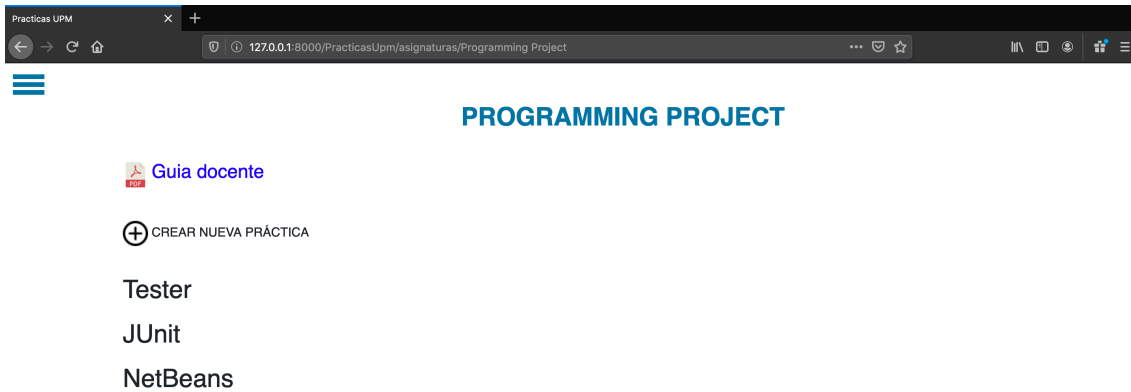 Practicas UPM
127.0.0.1:8000/PracticasUpm/asignaturas/Programming Project
PROGRAMMING PROJECT
PDF Guia docente
CREAR NUEVA PRÁCTICA
Tester
JUnit
NetBeans